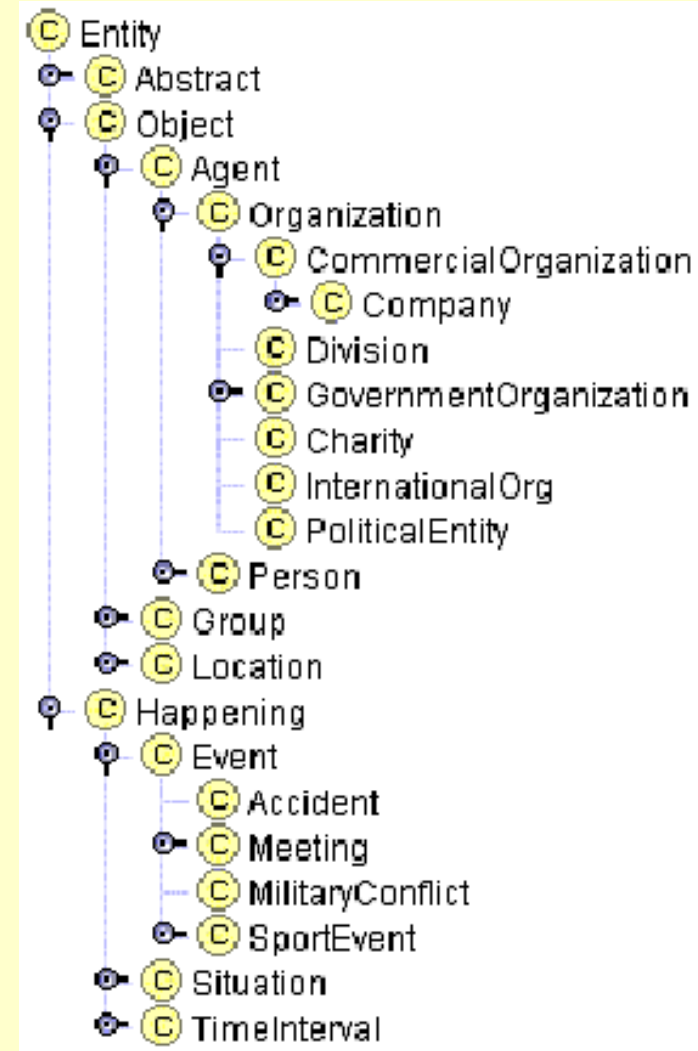 C Entity
C Abstract
C Object
C Agent
C Organization
C CommercialOrganization
C Company
C Division
C GovernmentOrganization
C Charity
C InternationalOrg
C PoliticalEntity
C Person
C Group
C Location
C Happening
C Event
C Accident
C Meeting
C MilitaryConflict
C SportEvent
C Situation
C TimeInterval